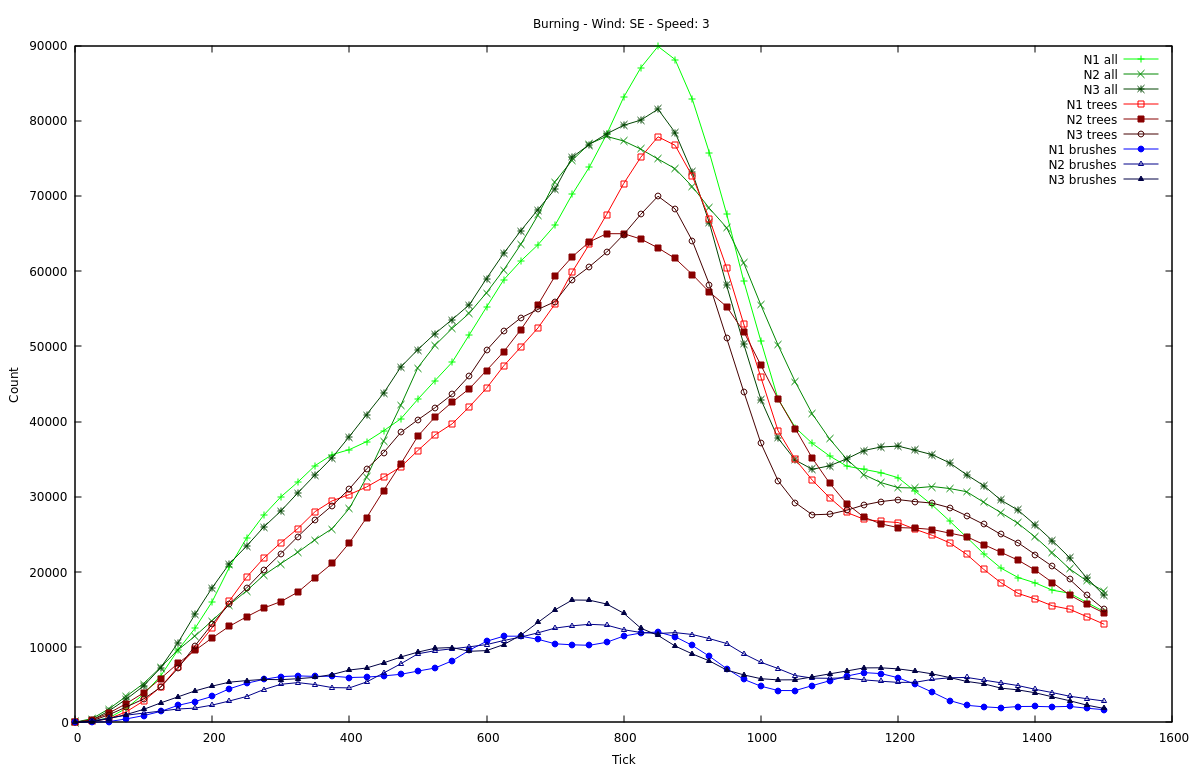 Burning - Wind: SE - Speed: 3
90000
80000
70000
60000
50000
40000
30000
20000
10000
0
Count
N1 all
N2 all
N3 all
N1 trees
N2 trees
N3 trees
N1 brushes
N2 brushes
N3 brushes
0 200 400 600 800 1000 1200 1400 1600
Tick